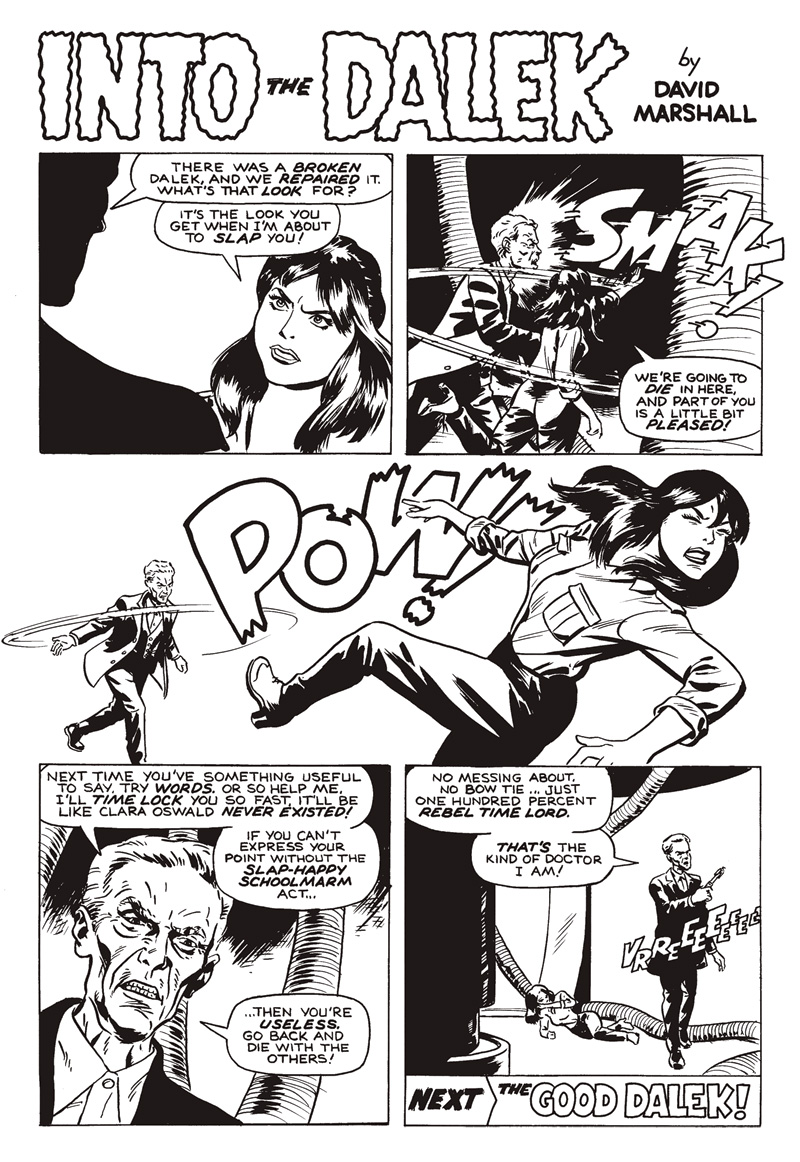 INTO THE DALEK
by
DAVID
MARSHALL
THERE WAS A BROKEN
DALEK, AND WE REPAIRED IT.
WHAT'S THAT LOOK FOR?
IT'S THE LOOK YOU
GET WHEN I'M ABOUT
TO SLAP YOU!
SMAK!
WE'RE GOING TO
DIE IN HERE,
AND PART OF YOU
IS A LITTLE BIT
PLEASED!
POW!
NEXT TIME YOU'VE SOMETHING USEFUL
TO SAY, TRY WORDS. OR SO HELP ME,
I'LL TIME LOCK YOU SO FAST, IT'LL BE
LIKE CLARA OSWALD NEVER EXISTED!
IF YOU CAN'T
EXPRESS YOUR
POINT WITHOUT THE
SLAP-HAPPY
SCHOOLMARM
ACT...
...THEN YOU'RE
USELESS.
GO BACK AND
DIE WITH THE
OTHERS!
NO MESSING ABOUT.
NO BOW TIE... JUST
ONE HUNDRED PERCENT
REBEL TIME LORD.
THAT'S THE
KIND OF DOCTOR
I AM!
VRREEEEEEE
NEXT THE GOOD DALEK!